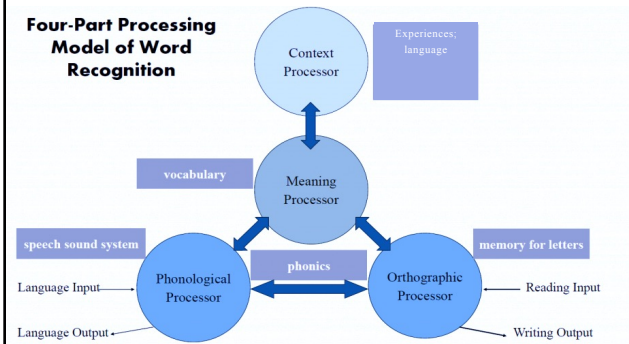 Four-Part Processing
Model of Word
Recognition
Context
Processor
Experiences;
language
vocabulary
Meaning
Processor
speech sound system
memory for letters
phonics
Phonological
Processor
Orthographic
Processor
Language Input
Reading Input
Language Output
Writing Output